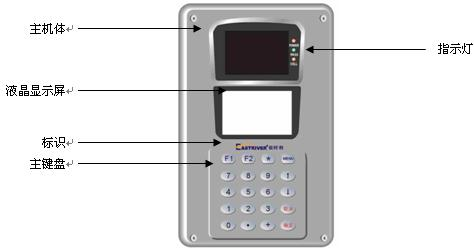 主机体
指示灯
液晶显示屏
标识
EASTRIVER
主键盘
F1 F2 * MENU
7 8 9 ↑
4 5 6 ↓
1 2 3
0 • +